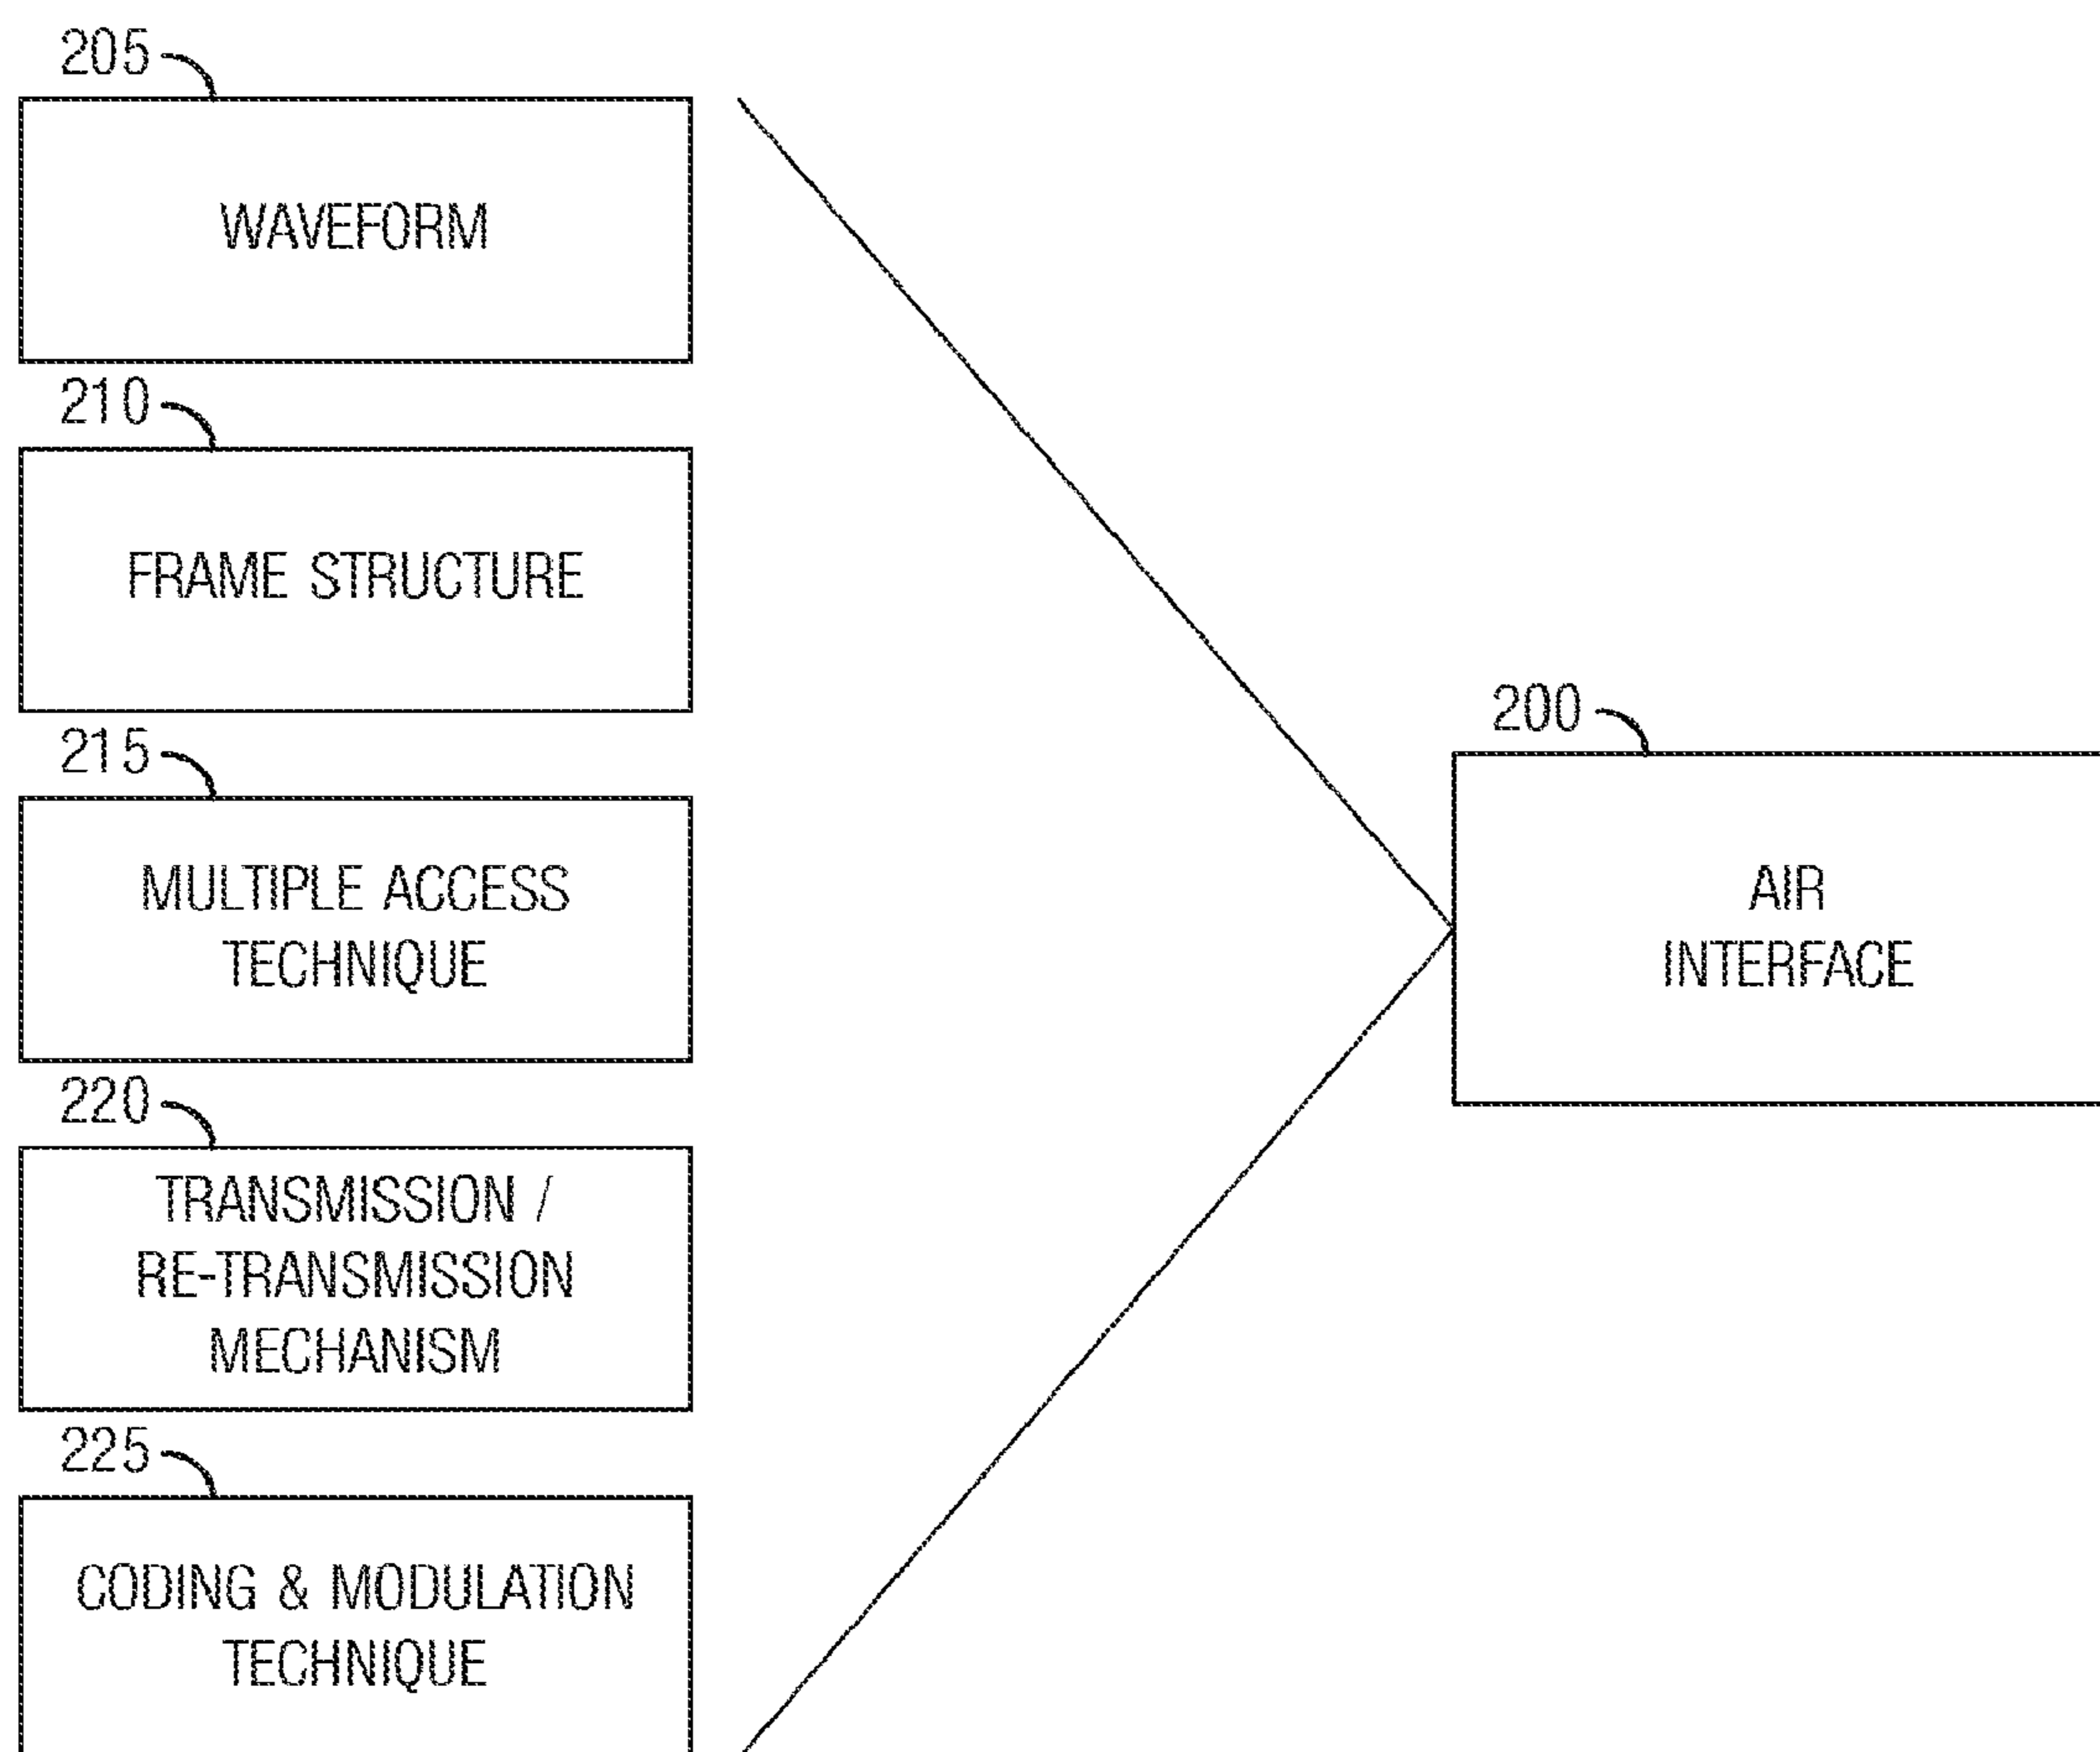 205
WAVEFORM
210
FRAME STRUCTURE
215
MULTIPLE ACCESS
TECHNIQUE
220
TRANSMISSION /
RE-TRANSMISSION
MECHANISM
225
CODING & MODULATION
TECHNIQUE
200
AIR
INTERFACE